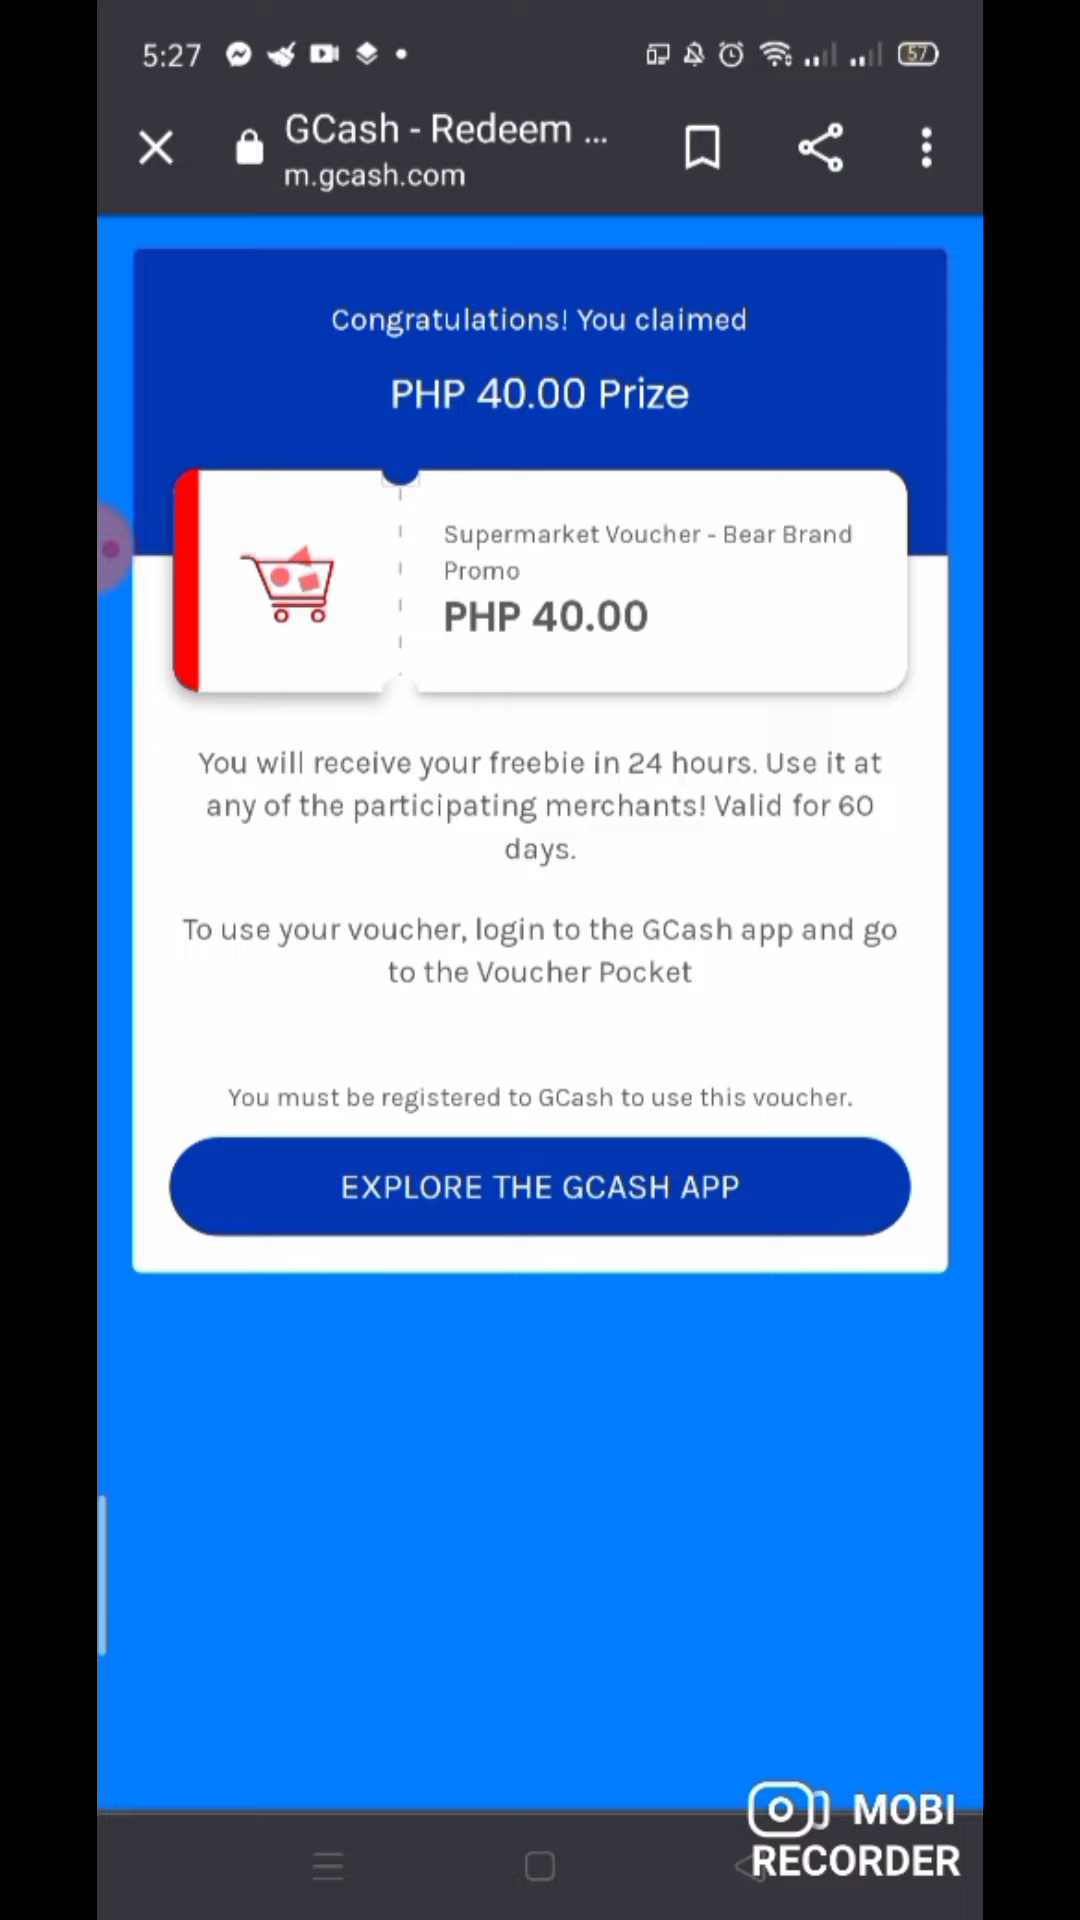 5:27
57
GCash - Redeem ...
m.gcash.com
Congratulations! You claimed
PHP 40.00 Prize
Supermarket Voucher - Bear Brand
Promo
PHP 40.00
You will receive your freebie in 24 hours. Use it at
any of the participating merchants! Valid for 60
days.
To use your voucher, login to the GCash app and go
to the Voucher Pocket
You must be registered to GCash to use this voucher.
EXPLORE THE GCASH APP
MOBI
RECORDER